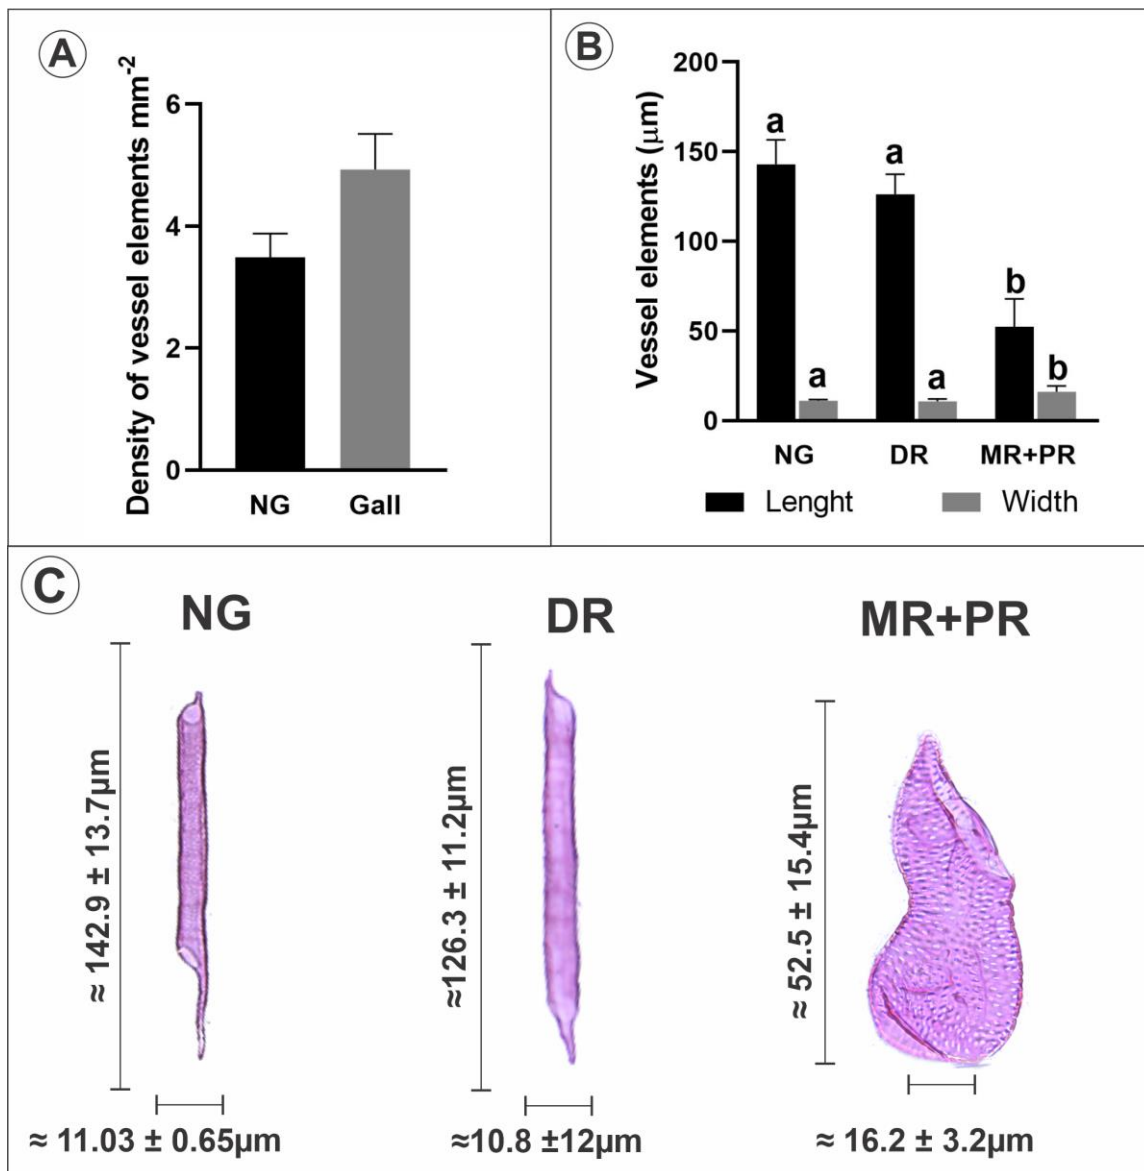 A
Density of vessel elements mm-2
6
4
2
0
NG Gall
B
Vessel elements (μm)
200
150
100
50
0
a
a
a
a
b
b
NG DR MR+PR
Lenght Width
C
NG DR MR+PR
≈ 142.9 ± 13.7µm
≈126.3 ± 11.2µm
≈ 52.5 ± 15.4µm
≈ 11.03 ± 0.65µm
≈10.8 ±12µm
≈ 16.2 ± 3.2µm